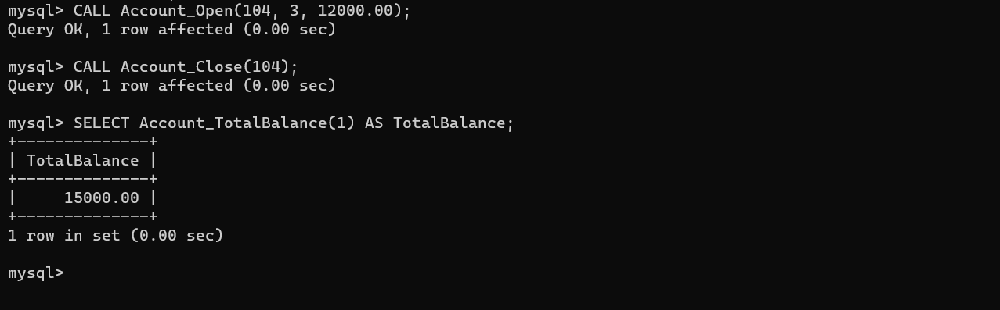 mysql> CALL Account_Open(104, 3, 12000.00);
Query OK, 1 row affected (0.00 sec)
mysql> CALL Account_Close(104);
Query OK, 1 row affected (0.00 sec)
mysql> SELECT Account_TotalBalance(1) AS TotalBalance;
+--------------+
| TotalBalance |
+--------------+
|     15000.00 |
+--------------+
1 row in set (0.00 sec)
mysql>